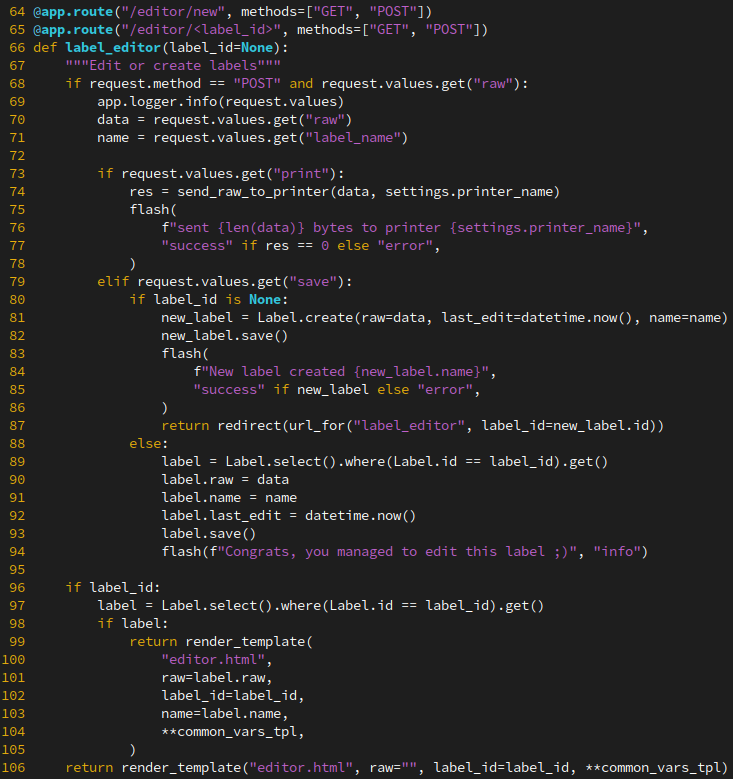 64 @app.route("/editor/new", methods=["GET", "POST"])
65 @app.route("/editor/<label_id>", methods=["GET", "POST"])
66 def label_editor(label_id=None):
67     """Edit or create labels"""
68     if request.method == "POST" and request.values.get("raw"):
69         app.logger.info(request.values)
70         data = request.values.get("raw")
71         name = request.values.get("label_name")
72
73         if request.values.get("print"):
74             res = send_raw_to_printer(data, settings.printer_name)
75             flash(
76                 f"sent {len(data)} bytes to printer {settings.printer_name}",
77                 "success" if res == 0 else "error",
78             )
79         elif request.values.get("save"):
80             if label_id is None:
81                 new_label = Label.create(raw=data, last_edit=datetime.now(), name=name)
82                 new_label.save()
83                 flash(
84                     f"New label created {new_label.name}",
85                     "success" if new_label else "error",
86                 )
87                 return redirect(url_for("label_editor", label_id=new_label.id))
88             else:
89                 label = Label.select().where(Label.id == label_id).get()
90                 label.raw = data
91                 label.name = name
92                 label.last_edit = datetime.now()
93                 label.save()
94                 flash(f"Congrats, you managed to edit this label ;)", "info")
95
96     if label_id:
97         label = Label.select().where(Label.id == label_id).get()
98         if label:
99             return render_template(
100                 "editor.html",
101                 raw=label.raw,
102                 label_id=label_id,
103                 name=label.name,
104                 **common_vars_tpl,
105             )
106     return render_template("editor.html", raw="", label_id=label_id, **common_vars_tpl)